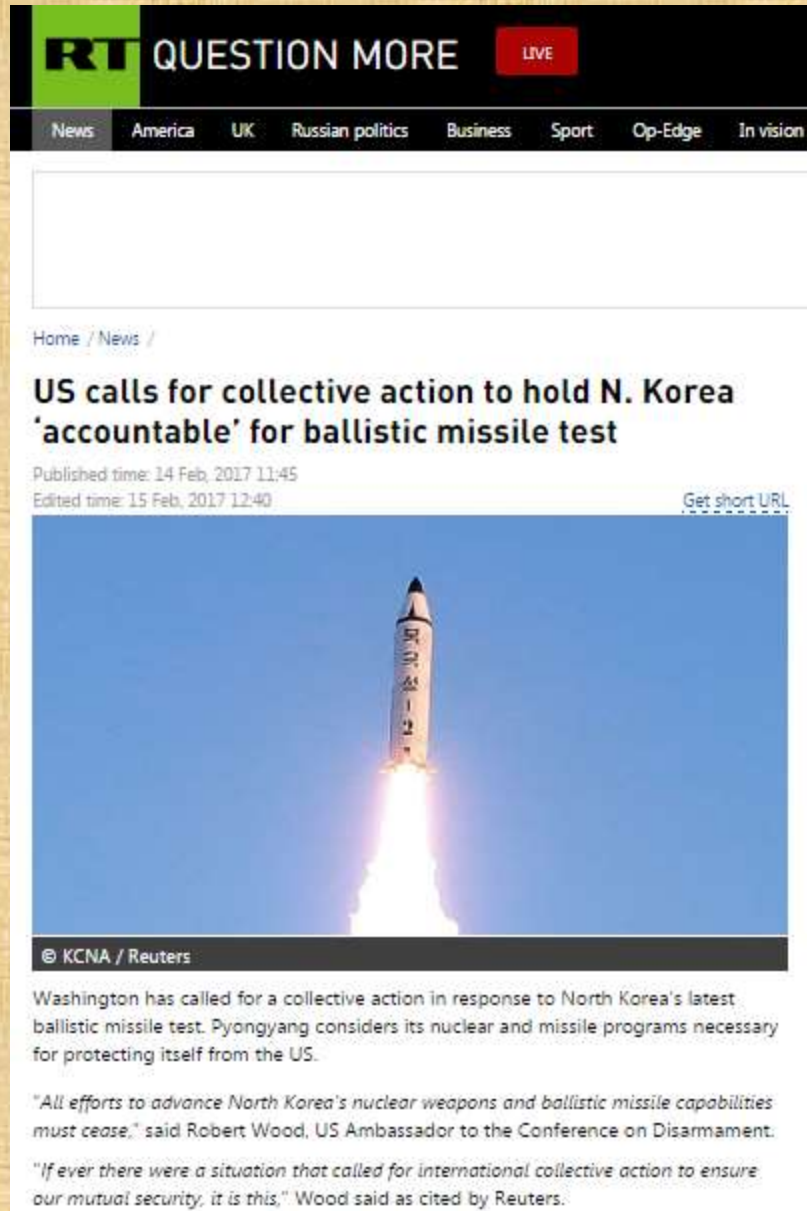 RT QUESTION MORE LIVE
News America UK Russian politics Business Sport Op-Edge In vision
Home / News /
US calls for collective action to hold N. Korea
‘accountable’ for ballistic missile test
Published time: 14 Feb, 2017 11:45
Edited time: 15 Feb, 2017 12:40
Get short URL
북극성-2
© KCNA / Reuters
Washington has called for a collective action in response to North Korea's latest
ballistic missile test. Pyongyang considers its nuclear and missile programs necessary
for protecting itself from the US.
"All efforts to advance North Korea's nuclear weapons and ballistic missile capabilities
must cease," said Robert Wood, US Ambassador to the Conference on Disarmament.
"If ever there were a situation that called for international collective action to ensure
our mutual security, it is this," Wood said as cited by Reuters.